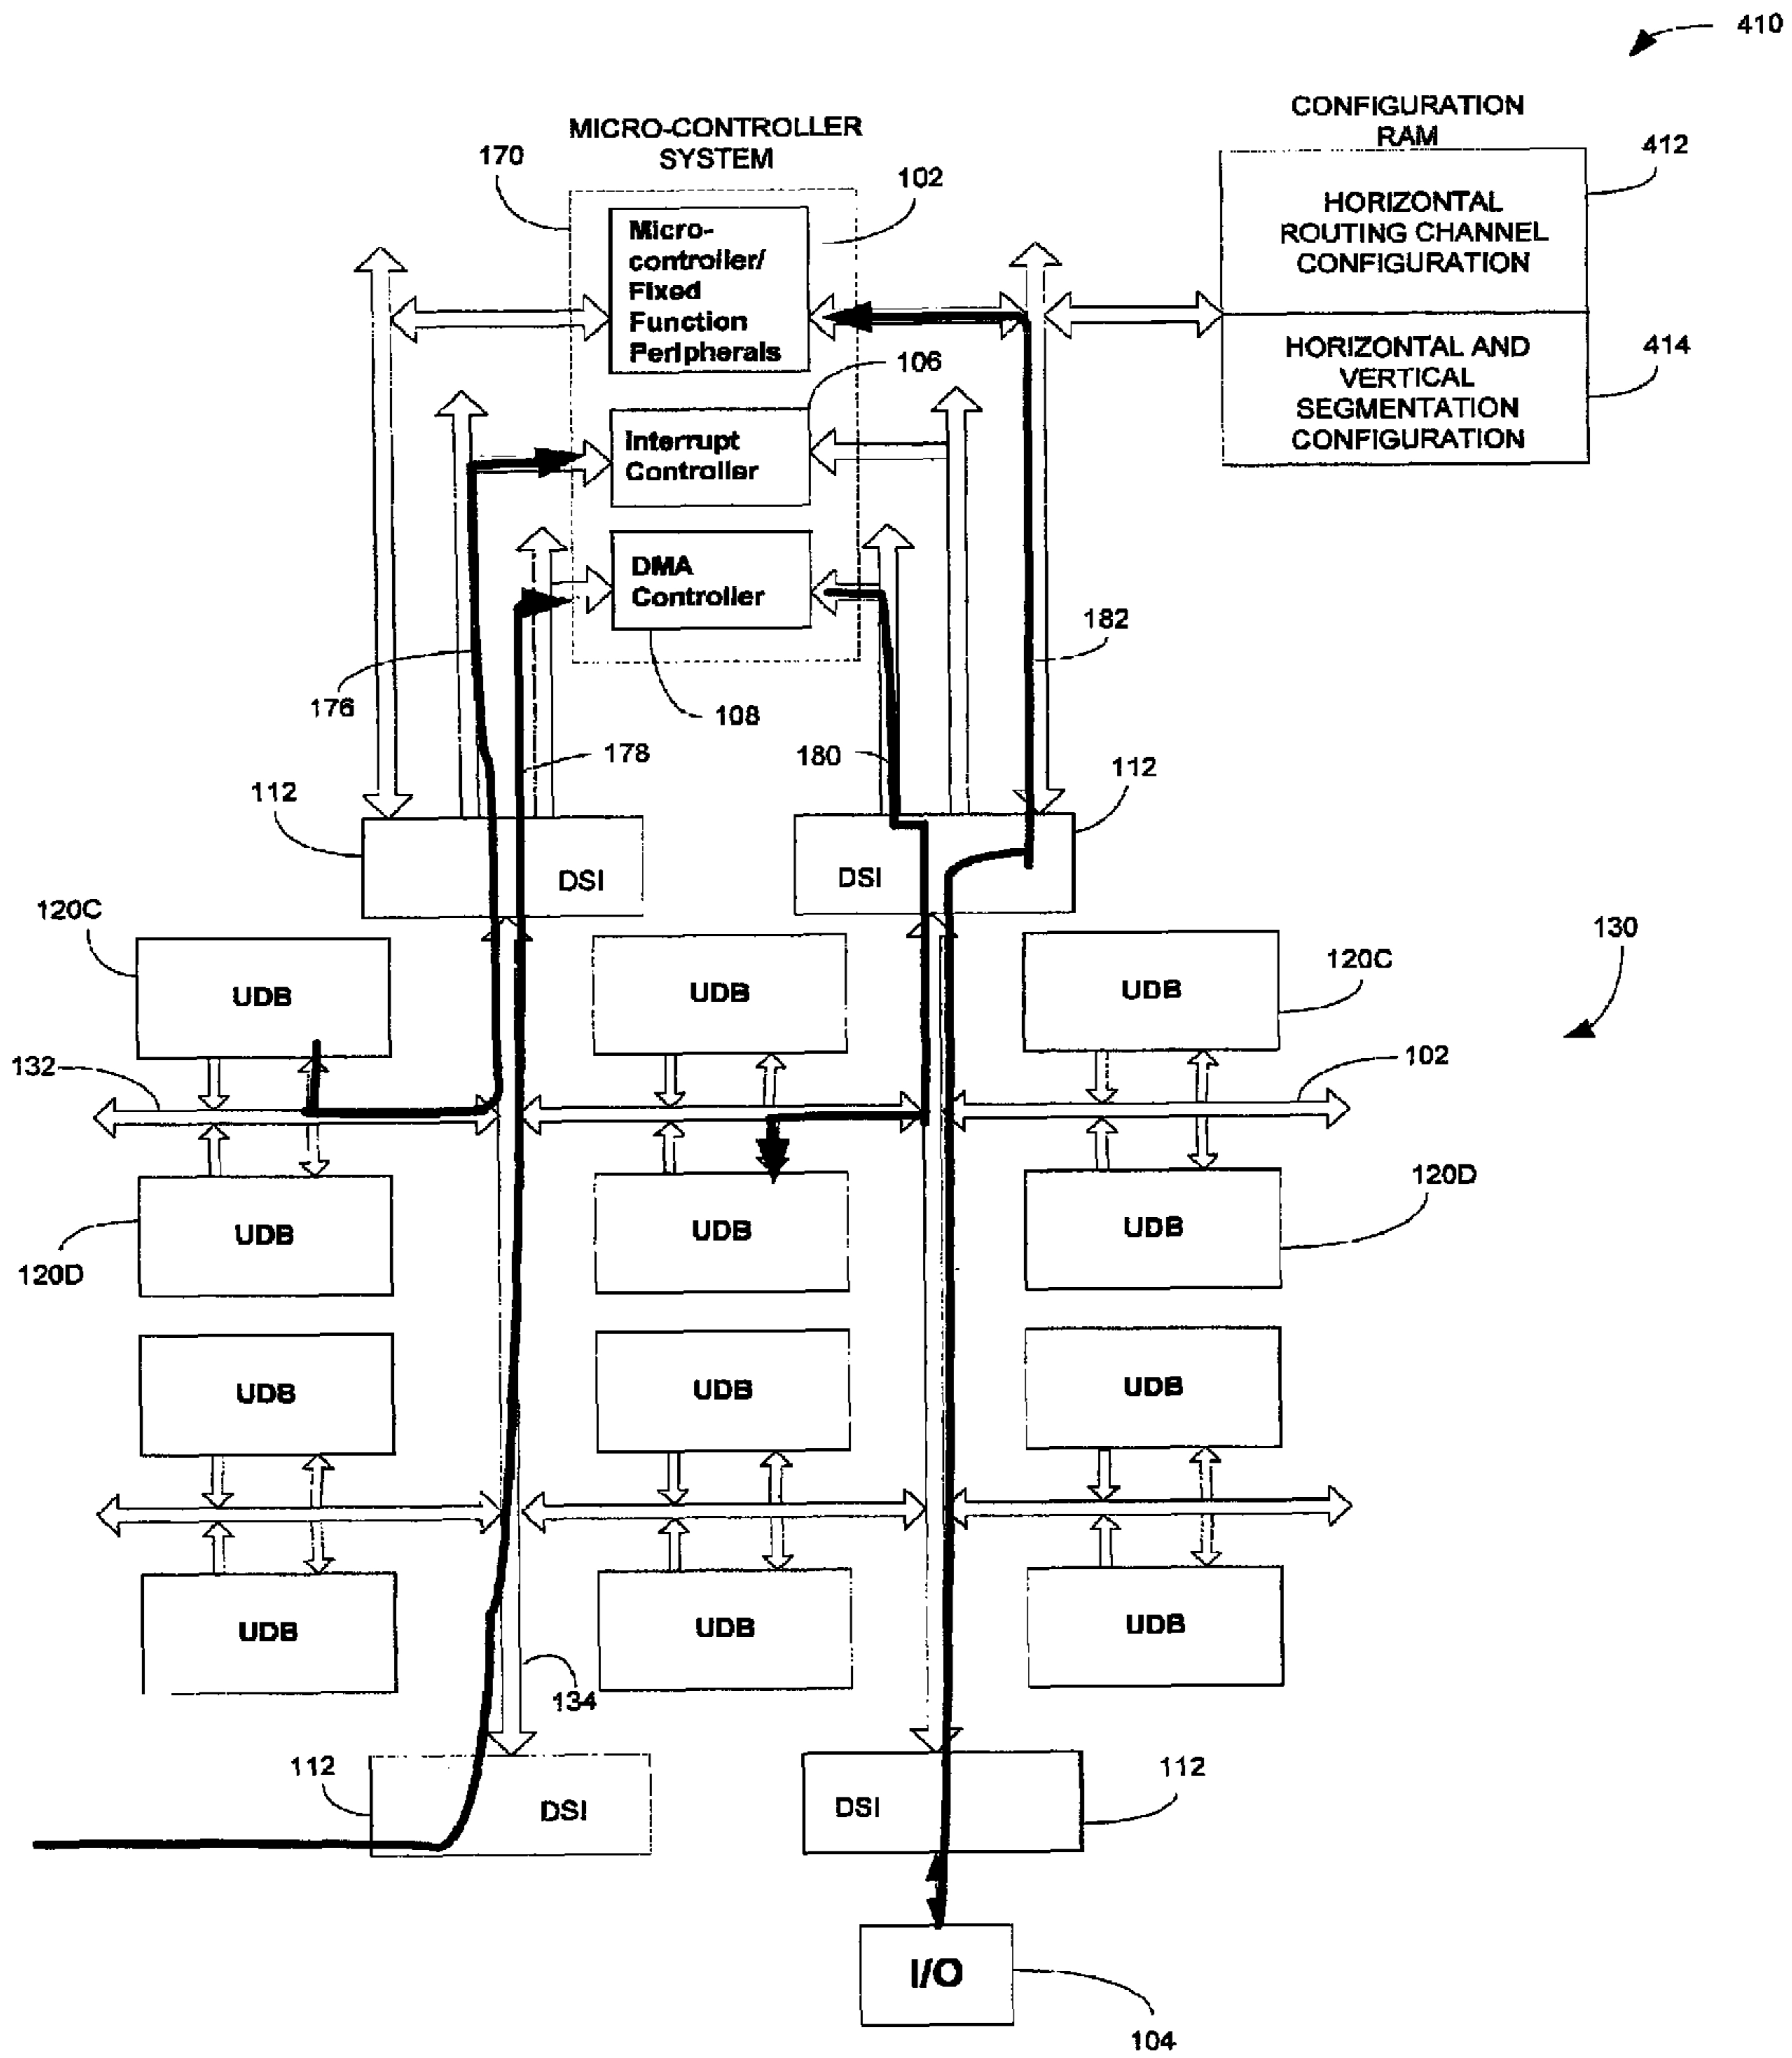 410
CONFIGURATION
RAM
MICRO-CONTROLLER
SYSTEM
170
102
412
HORIZONTAL
ROUTING CHANNEL
CONFIGURATION
Micro-
controller/
Fixed
Function
Peripherals
HORIZONTAL AND
VERTICAL
SEGMENTATION
CONFIGURATION
414
106
Interrupt
Controller
DMA
Controller
182
176
108
178
180
112
112
DSI
DSI
120C
130
120C
UDB
UDB
UDB
132
102
120D
UDB
UDB
UDB
120D
UDB
UDB
UDB
UDB
UDB
UDB
134
112
DSI
DSI
112
I/O
104